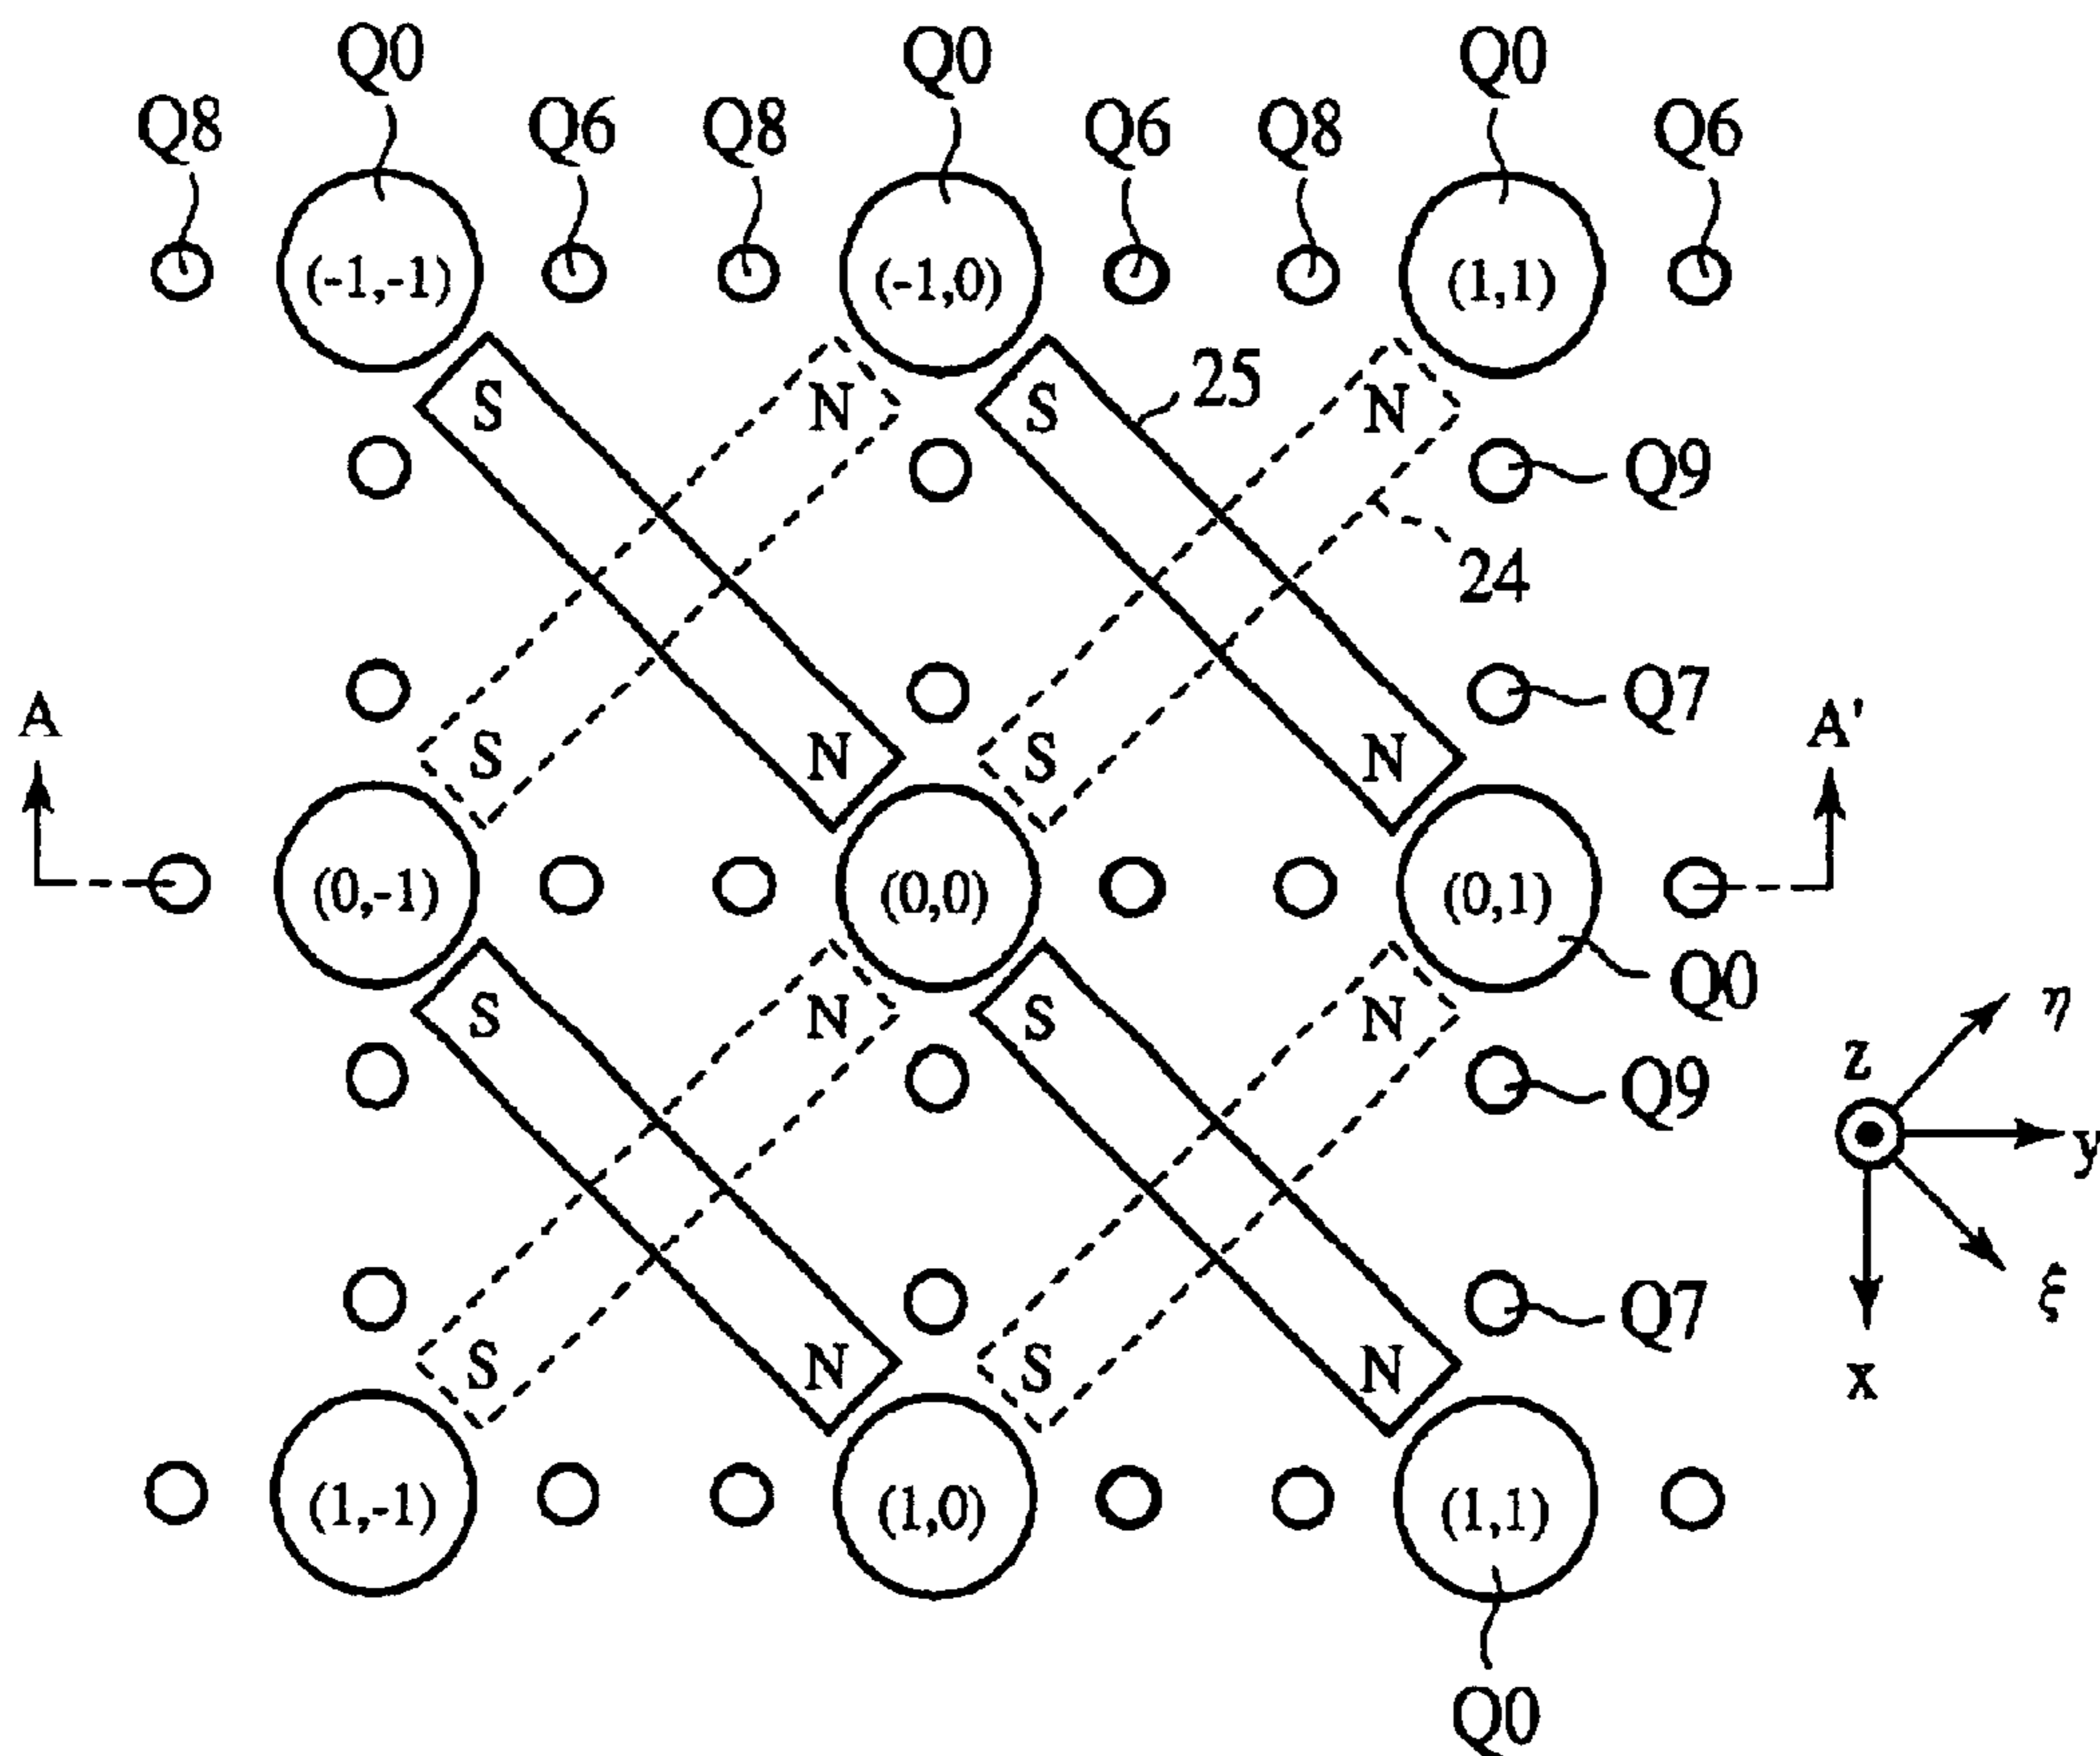 Q0 Q0 Q0
Q8 Q6 Q8 Q6 Q8 Q6
(-1,-1) (-1,0) (1,1)
S N S 25 N
Q9
24
Q7
A S N S N A'
(0,-1) (0,0) (0,1)
Q0
S N S N
η
Z
Q9
y
ξ
Q7
S N S N
x
(1,-1) (1,0) (1,1)
Q0